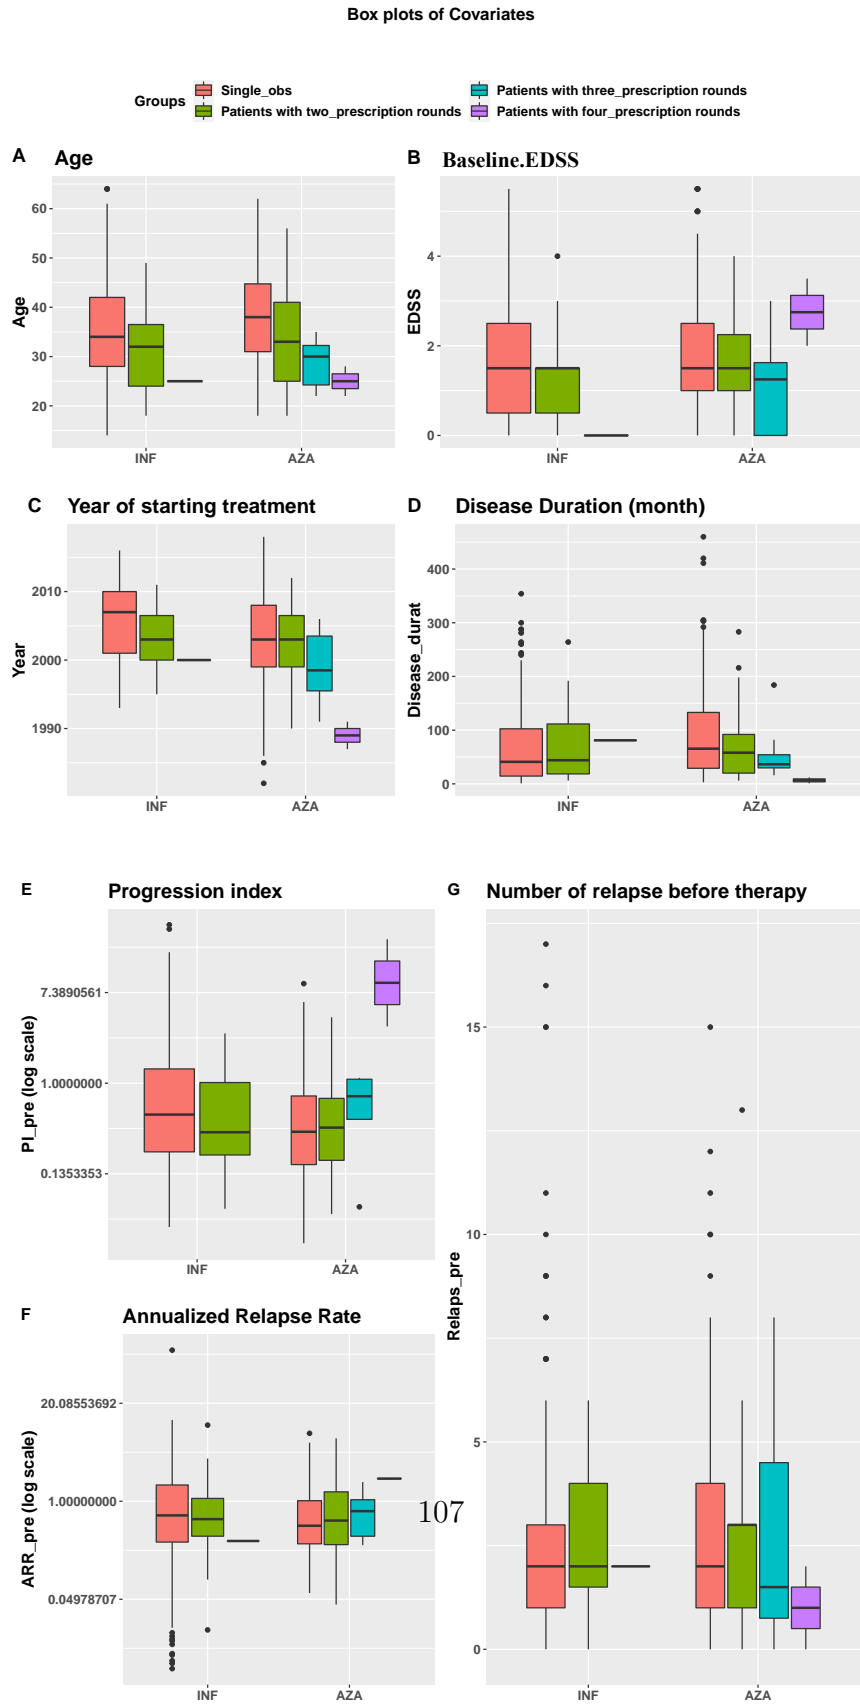 Box plots of Covariates
Groups
Single_obs
Patients with two_prescription rounds
Patients with three_prescription rounds
Patients with four_prescription rounds
A Age
60
50
40
30
20
Age
INF AZA
B Baseline.EDSS
4
2
0
EDSS
INF AZA
C Year of starting treatment
2010
2000
1990
Year
INF AZA
D Disease Duration (month)
400
300
200
100
0
Disease_durat
INF AZA
E Progression index
7.3890561
1.0000000
0.1353353
PI_pre (log scale)
INF AZA
F Annualized Relapse Rate
20.08553692
1.00000000
0.04978707
ARR_pre (log scale)
INF AZA
G Number of relapse before therapy
15
10
5
0
Relaps_pre
INF AZA
107